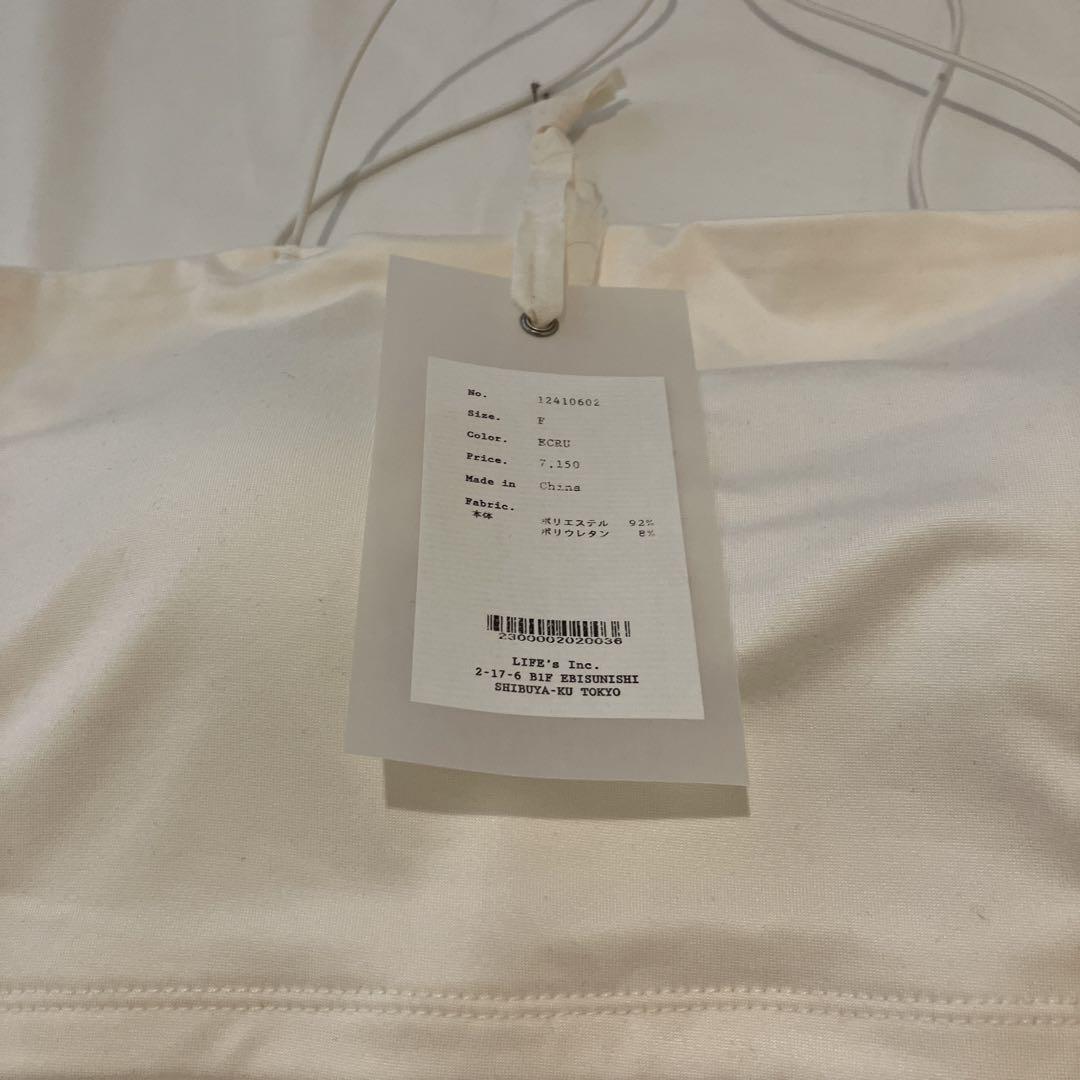 No. 12410602
Size. F
Color. ECRU
Price. 7,150
Made in China
Fabric.
本体
ポリエステル 92%
ポリウレタン 8%
2300002020036
LIFE's Inc.
2-17-6 B1F EBISUNISHI
SHIBUYA-KU TOKYO